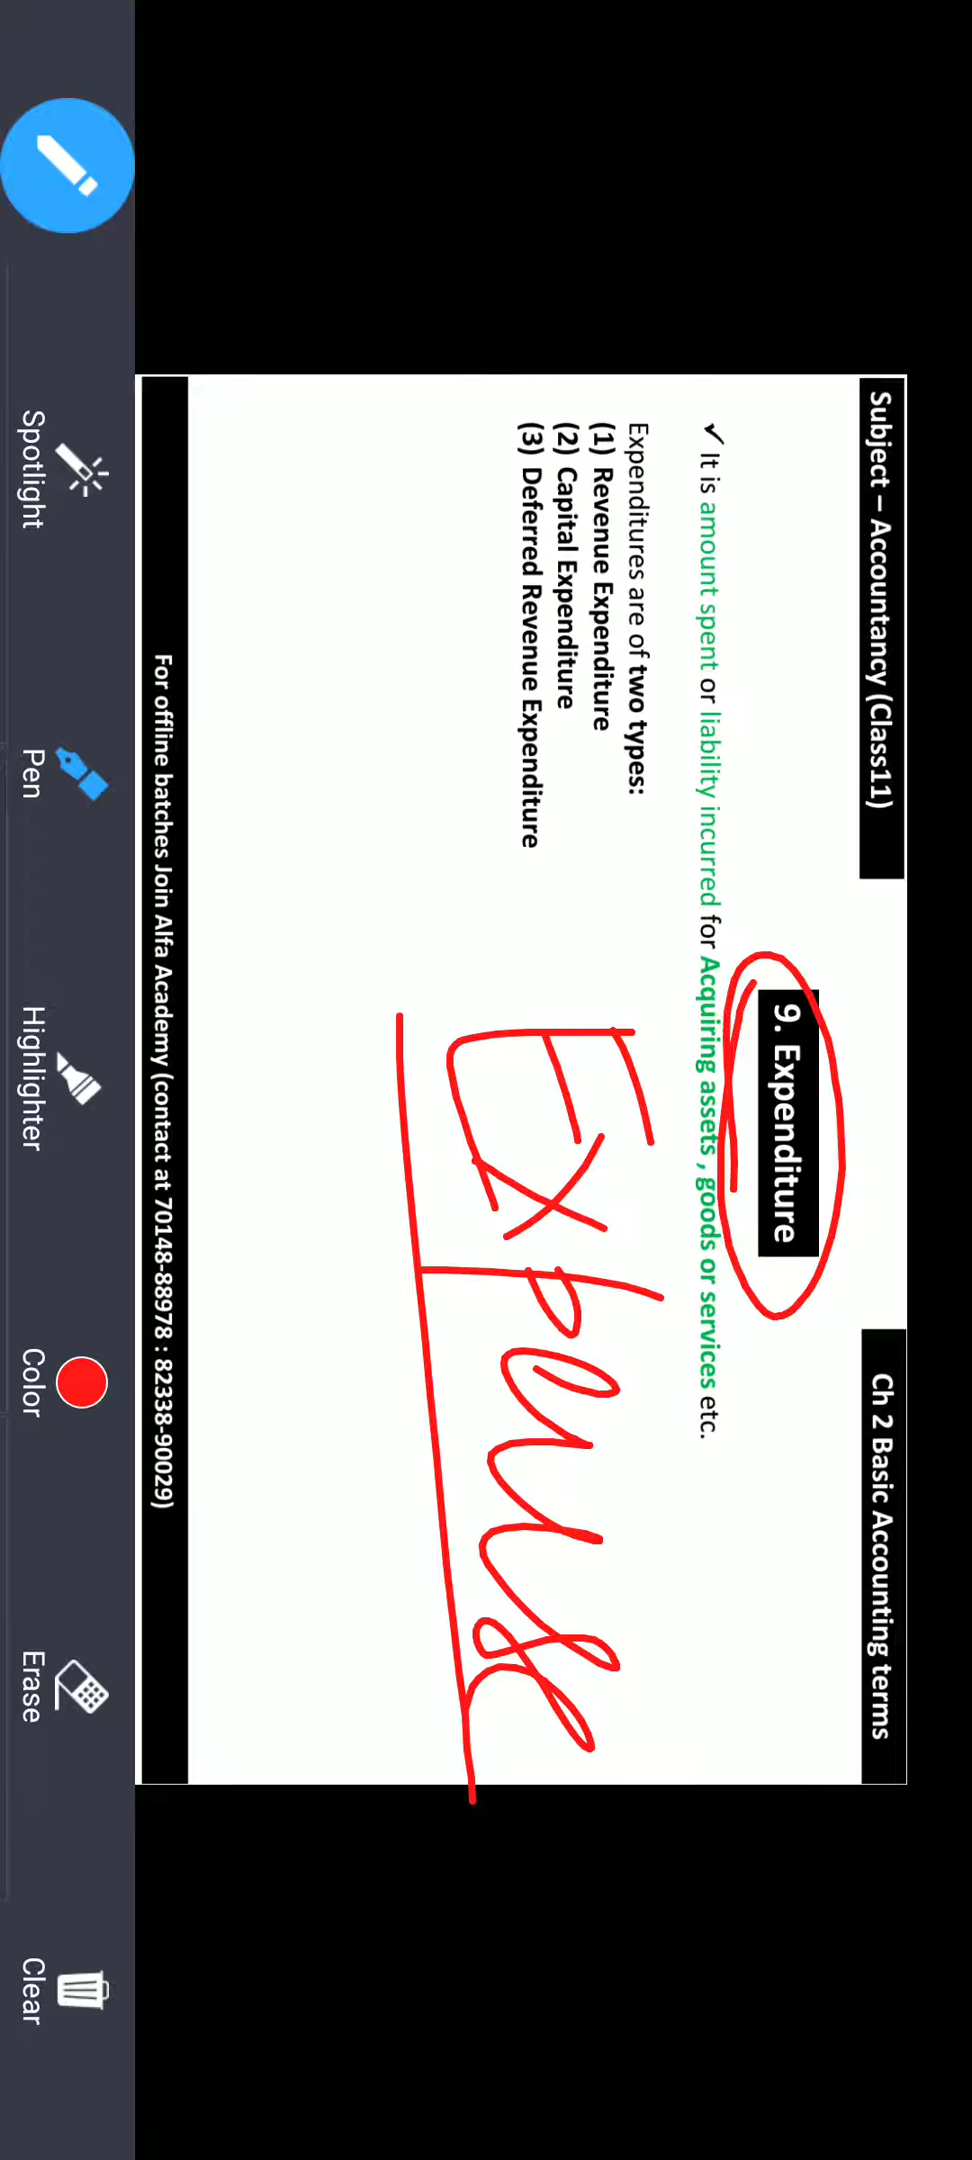 Subject – Accountancy (Class11)
Ch 2 Basic Accounting terms
9. Expenditure
✓ It is amount spent or liability incurred for Acquiring assets , goods or services etc.
Expenditures are of two types:
(1) Revenue Expenditure
(2) Capital Expenditure
(3) Deferred Revenue Expenditure
Expense
For offline batches Join Alfa Academy (contact at 70148-88978 : 82338-90029)
Spotlight
Pen
Highlighter
Color
Erase
Clear